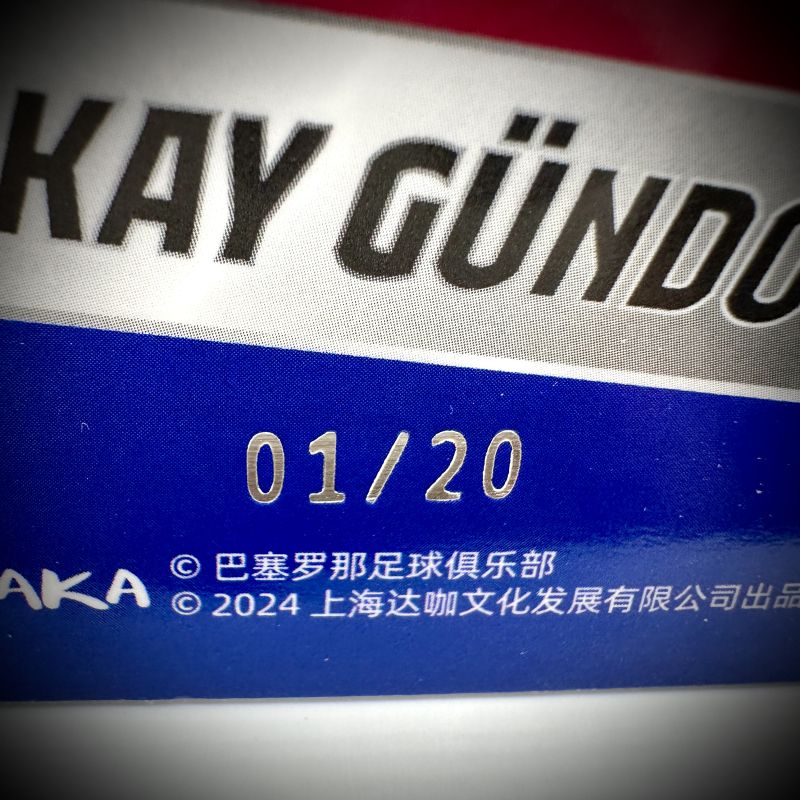 KAY GÜNDO
01/20
AKA
© 巴塞罗那足球俱乐部
© 2024 上海达咖文化发展有限公司出品